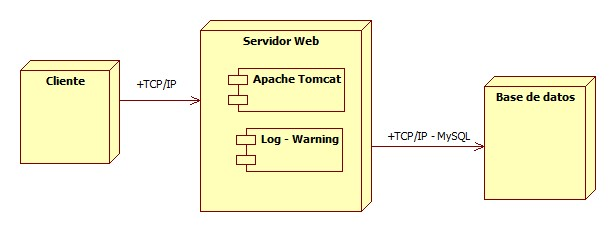 Cliente
+TCP/IP
Servidor Web
Apache Tomcat
Log - Warning
+TCP/IP - MySQL
Base de datos